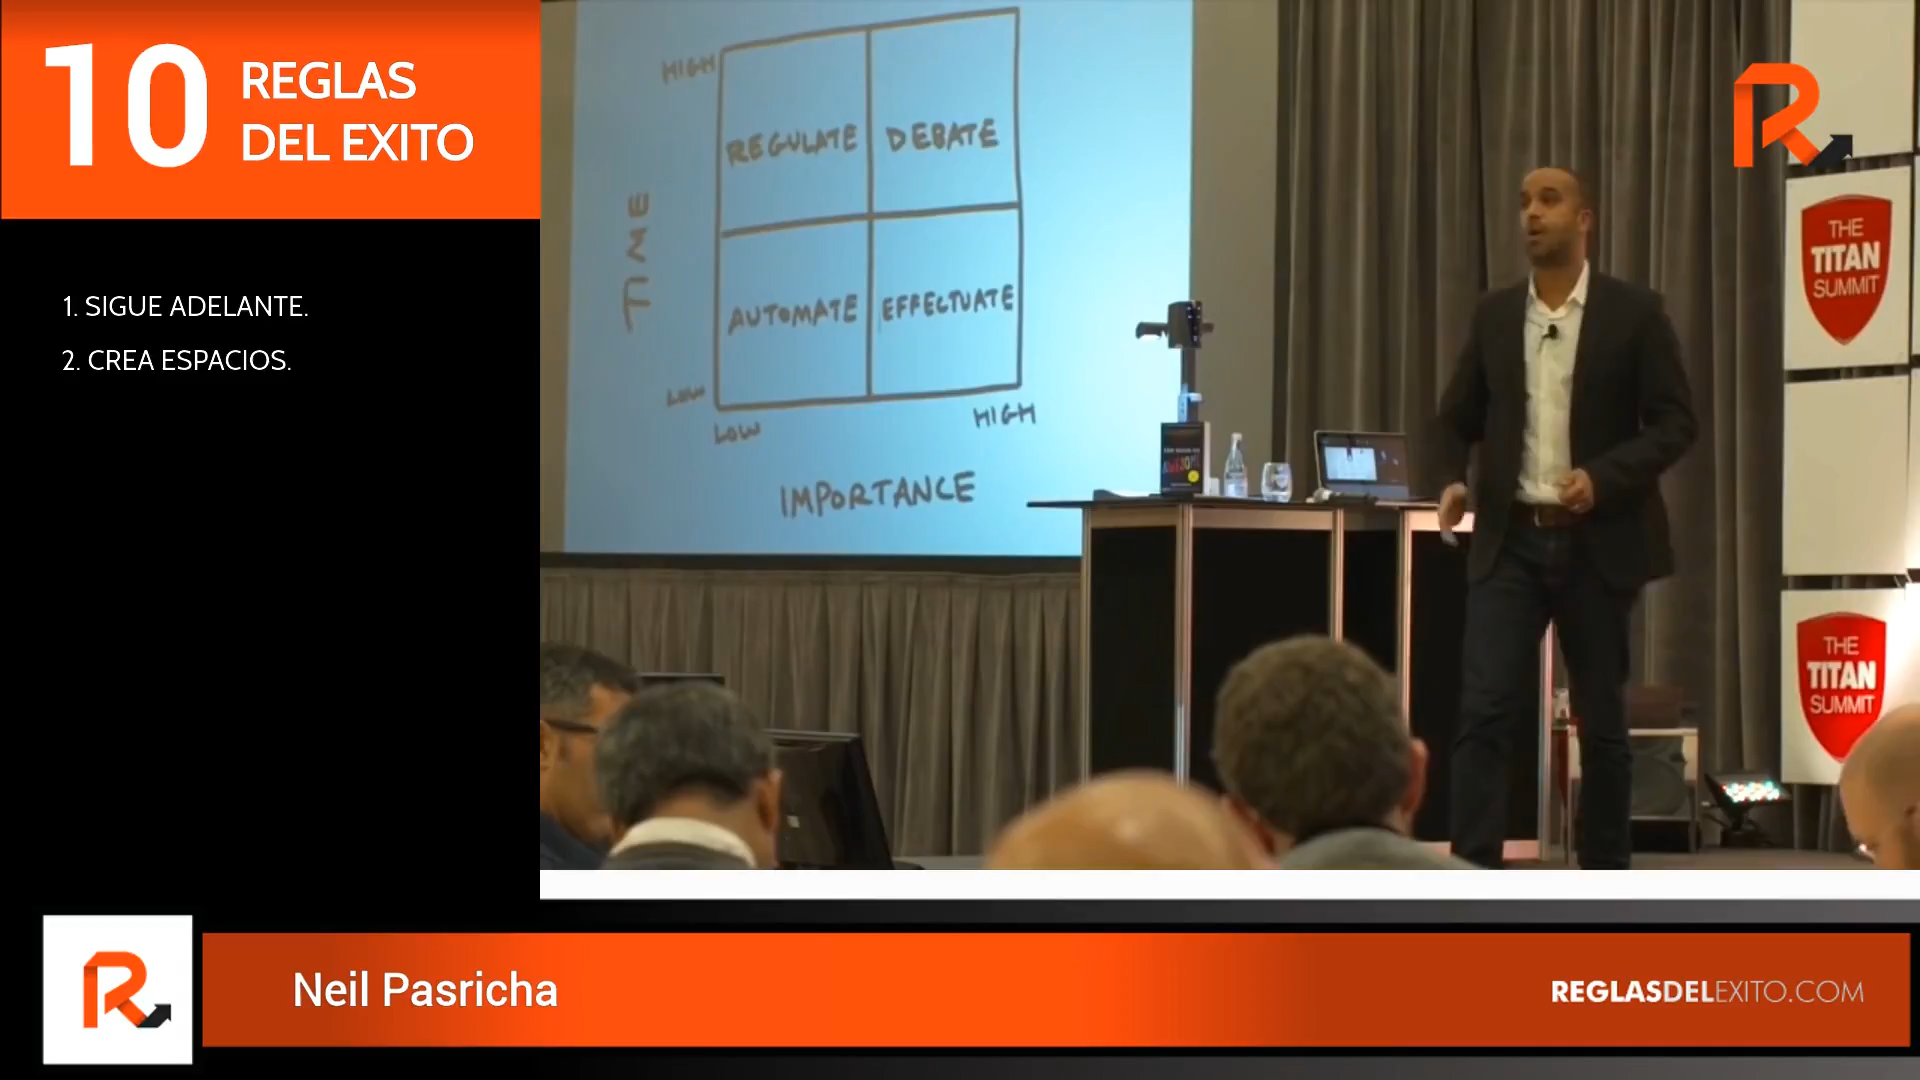 10
REGLAS
DEL EXITO
1. SIGUE ADELANTE.
2. CREA ESPACIOS.
HIGH
REGULATE
DEBATE
TIME
AUTOMATE
EFFECTUATE
LOW
LOW
HIGH
IMPORTANCE
THE
TITAN
SUMMIT
THE
TITAN
SUMMIT
Neil Pasricha
REGLASDELEXITO.COM